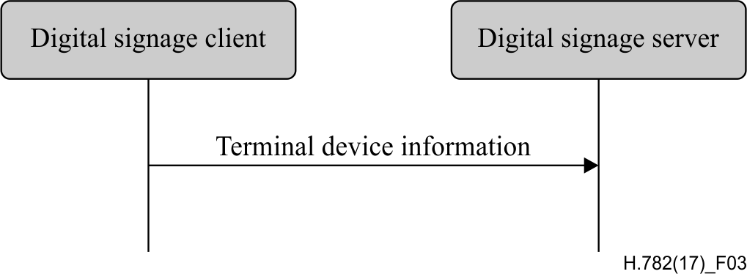 Digital signage client
Digital signage server
Terminal device information
H.782(17)_F03